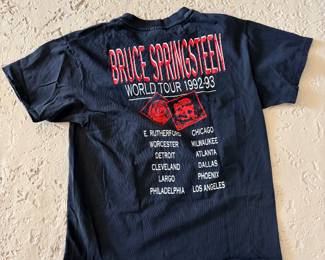 BRUCE SPRINGSTEEN
WORLD TOUR 1992-93
E. RUTHERFORD CHICAGO
WORCESTER MILWAUKEE
DETROIT ATLANTA
CLEVELAND DALLAS
LARGO PHOENIX
PHILADELPHIA LOS ANGELES